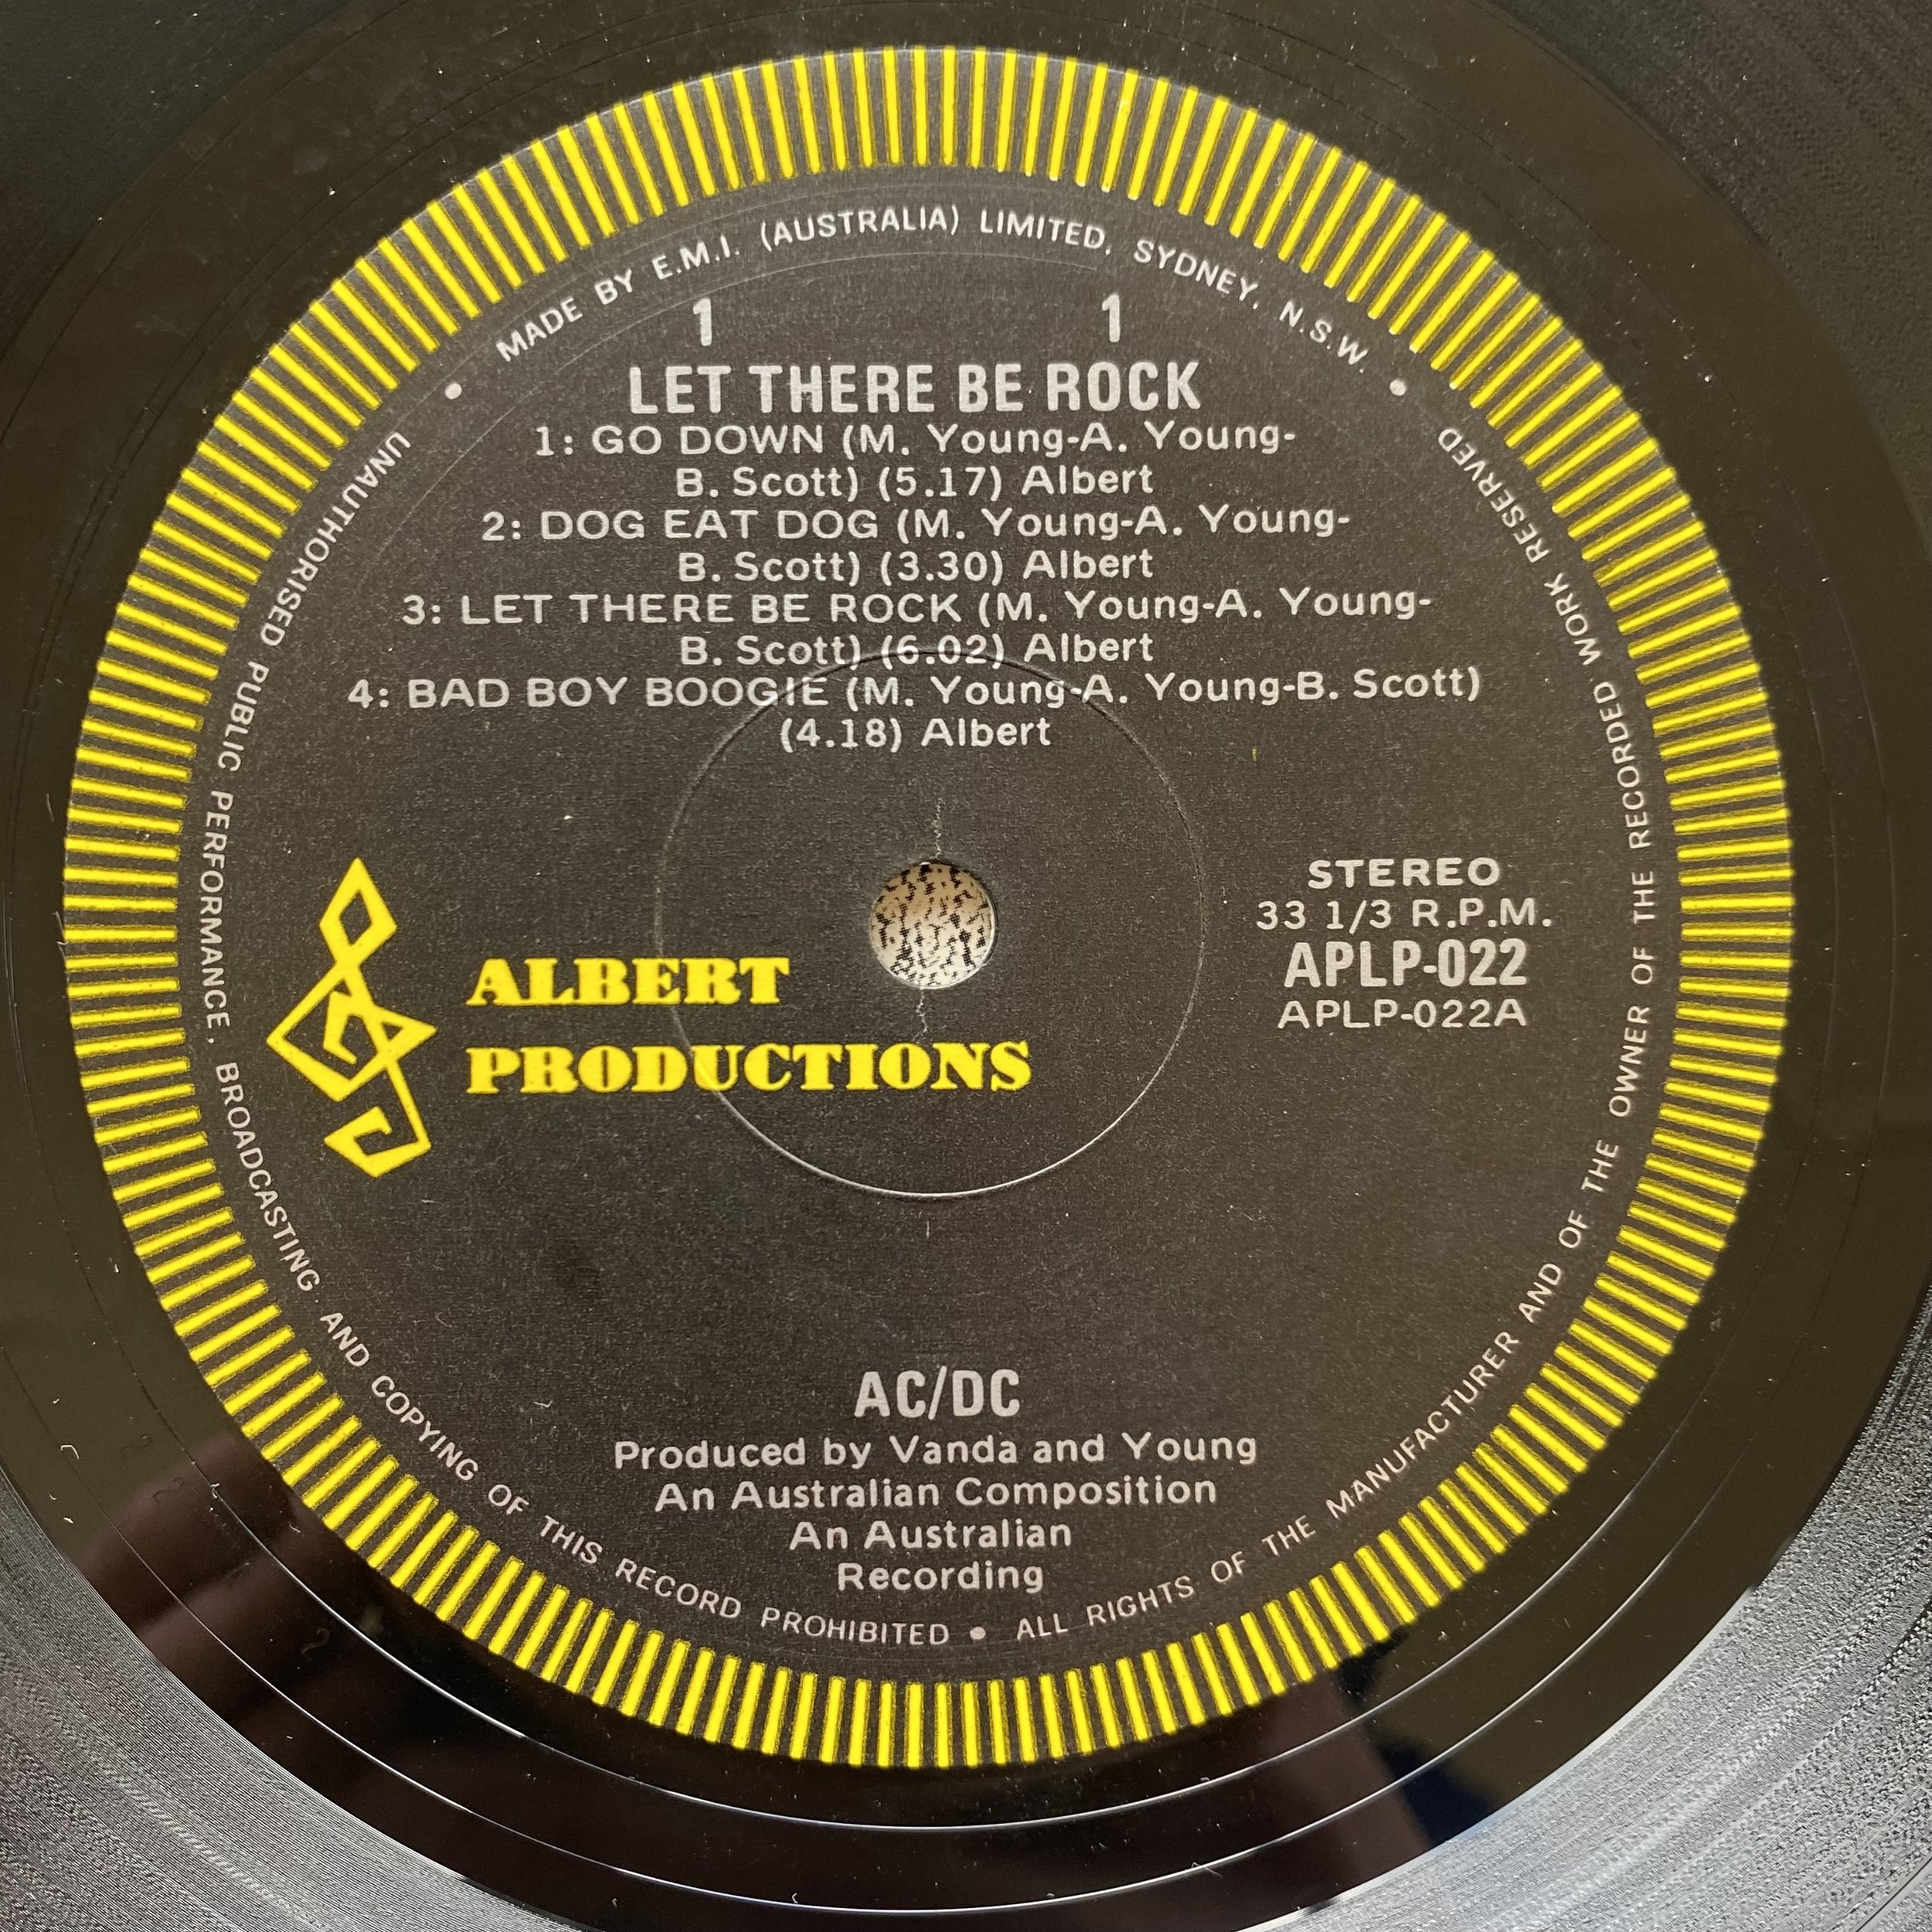 • MADE BY E.M.I. (AUSTRALIA) LIMITED. SYDNEY. N.S.W. •
1 1
LET THERE BE ROCK
1: GO DOWN (M. Young-A. Young-
B. Scott) (5.17) Albert
2: DOG EAT DOG (M. Young-A. Young-
B. Scott) (3.30) Albert
3: LET THERE BE ROCK (M. Young-A. Young-
B. Scott) (6.02) Albert
4: BAD BOY BOOGIE (M. Young-A. Young-B. Scott)
(4.18) Albert
STEREO
33 1/3 R.P.M.
APLP-022
APLP-022A
ALBERT
PRODUCTIONS
AC/DC
Produced by Vanda and Young
An Australian Composition
An Australian
Recording
UNAUTHORISED PUBLIC PERFORMANCE, BROADCASTING AND COPYING OF THIS RECORD PROHIBITED • ALL RIGHTS OF THE MANUFACTURER AND OF THE OWNER OF THE RECORDED WORK RESERVED